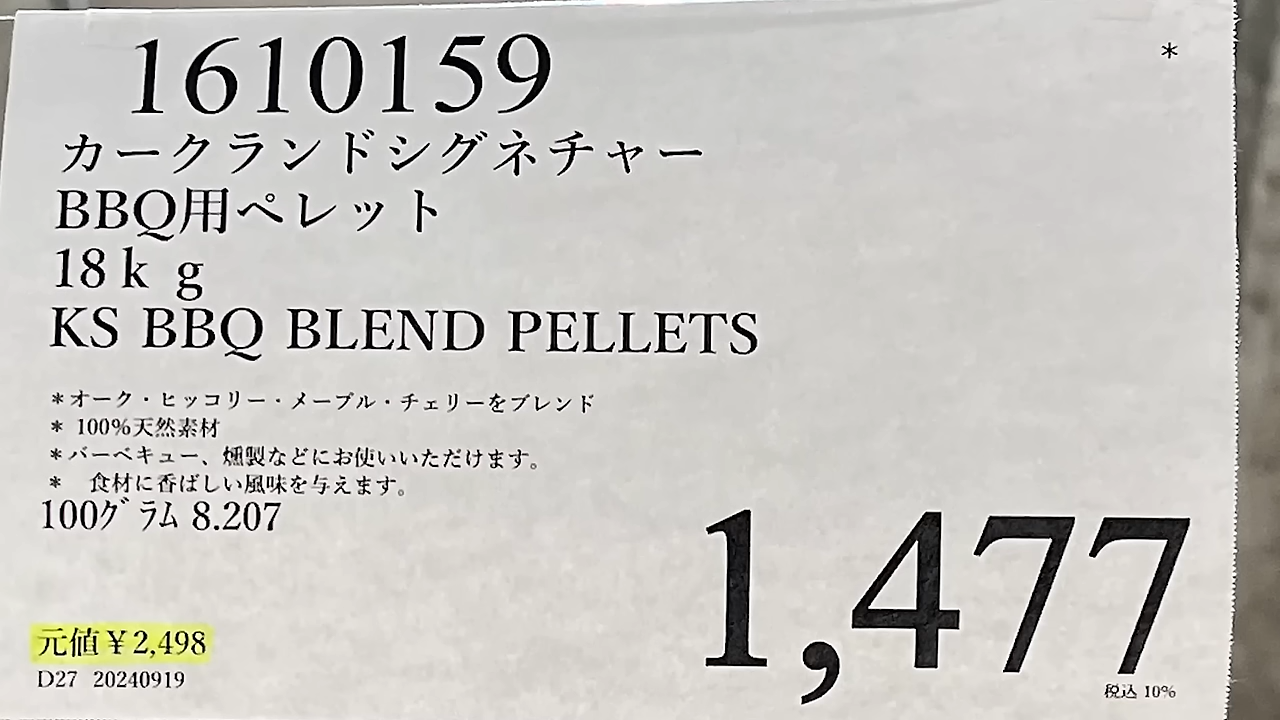 1610159
*
カークランドシグネチャー
BBQ用ペレット
18ｋｇ
KS BBQ BLEND PELLETS
＊オーク・ヒッコリー・メープル・チェリーをブレンド
＊ 100%天然素材
＊バーベキュー、燻製などにお使いいただけます。
＊　食材に香ばしい風味を与えます。
100ｸﾞﾗﾑ 8.207
1,477
元値￥2,498
D27 20240919
税込 10%